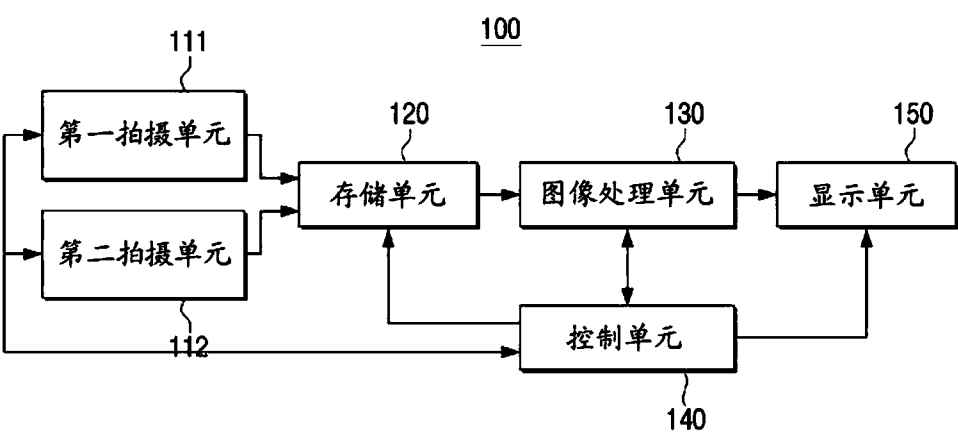 100
111
第一拍摄单元
120
存储单元
130
图像处理单元
150
显示单元
第二拍摄单元
112
控制单元
140